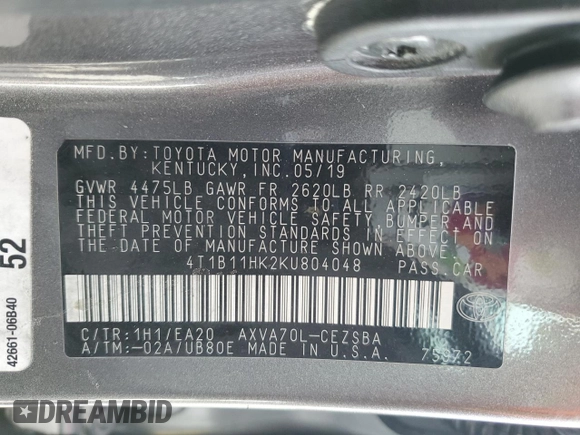 MFD.BY:TOYOTA MOTOR MANUFACTURING,
KENTUCKY,INC.05/19
GVWR 4475LB GAWR FR 2620LB RR 2420LB
THIS VEHICLE CONFORMS TO ALL APPLICABLE
FEDERAL MOTOR VEHICLE SAFETY, BUMPER AND
THEFT PREVENTION STANDARDS IN EFFECT ON
THE DATE OF MANUFACTURE SHOWN ABOVE.
4T1B11HK2KU804048 PASS.CAR
C/TR:1H1/EA20 AXVA70L-CEZSBA
A/TM:-02A/UB80E MADE IN U.S.A.
52
42661-06B40
TOYOTA
DREAMBID
.com